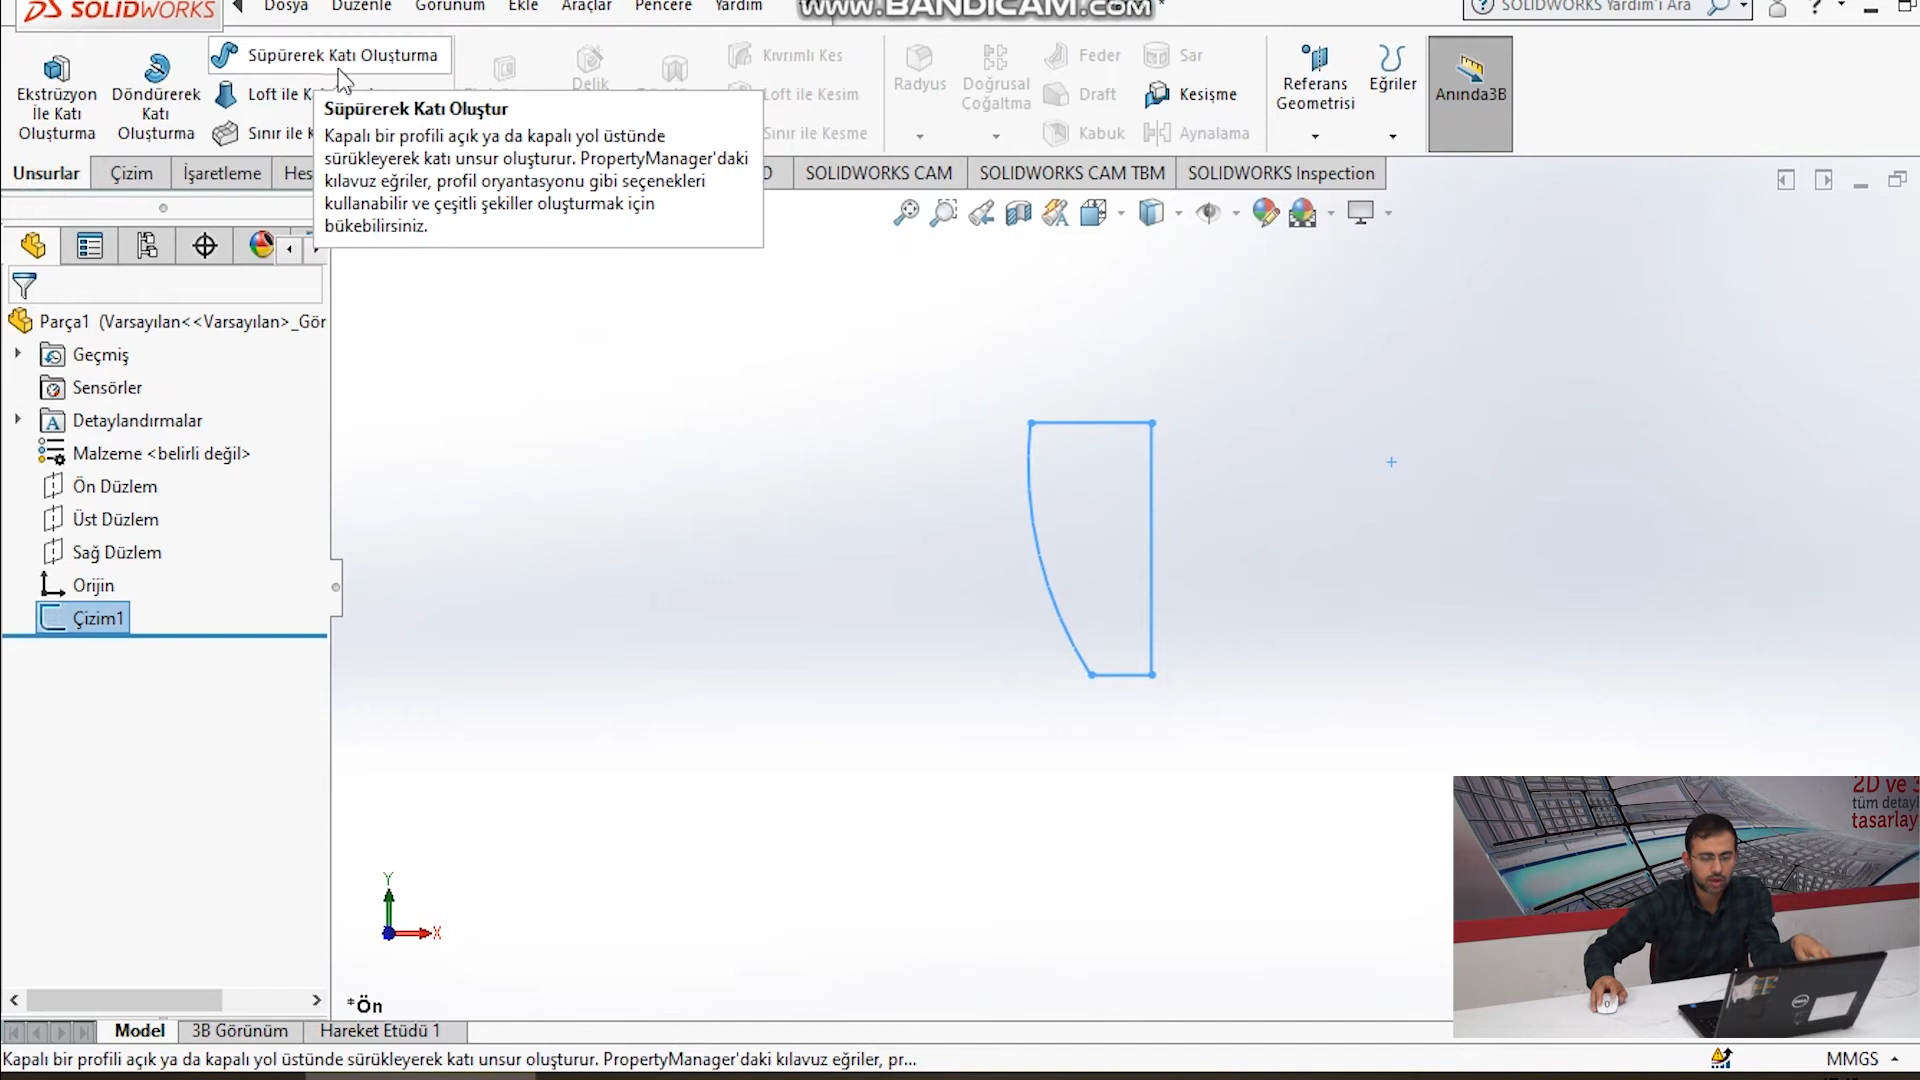 SOLIDWORKS
Dosya
Düzenle
Görünüm
Ekle
Araçlar
Pencere
Yardım
www.BANDICAM.com
SOLIDWORKS Yardım'ı Ara
Ekstrüzyon
İle Katı
Oluşturma
Döndürerek
Katı
Oluşturma
Süpürerek Katı Oluşturma
Loft ile K
Sınır ile K
Delik
Kıvrımlı Kes
Loft ile Kesim
Sınır ile Kesme
Radyus
Doğrusal
Çoğaltma
Feder
Draft
Kabuk
Sar
Kesişme
Aynalama
Referans
Geometrisi
Eğriler
Anında3B
Süpürerek Katı Oluştur
Kapalı bir profili açık ya da kapalı yol üstünde
sürükleyerek katı unsur oluşturur. PropertyManager'daki
kılavuz eğriler, profil oryantasyonu gibi seçenekleri
kullanabilir ve çeşitli şekiller oluşturmak için
bükebilirsiniz.
Unsurlar
Çizim
İşaretleme
Hes
SOLIDWORKS CAM
SOLIDWORKS CAM TBM
SOLIDWORKS Inspection
Parça1 (Varsayılan<<Varsayılan>_Gör
Geçmiş
Sensörler
Detaylandırmalar
Malzeme <belirli değil>
Ön Düzlem
Üst Düzlem
Sağ Düzlem
Orijin
Çizim1
Y
X
*Ön
2D ve 3
tüm detayl
tasarlay
DELL
Model
3B Görünüm
Hareket Etüdü 1
Kapalı bir profili açık ya da kapalı yol üstünde sürükleyerek katı unsur oluşturur. PropertyManager'daki kılavuz eğriler, pr...
MMGS